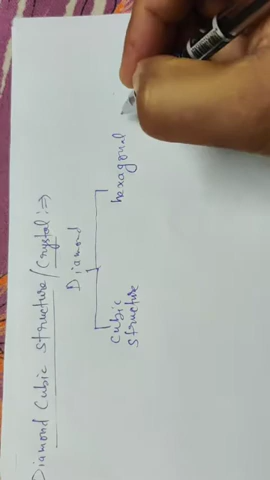 Diamond Cubic Structure/Crystal :⇒
Diamond
Cubic
Structure
hexagonal